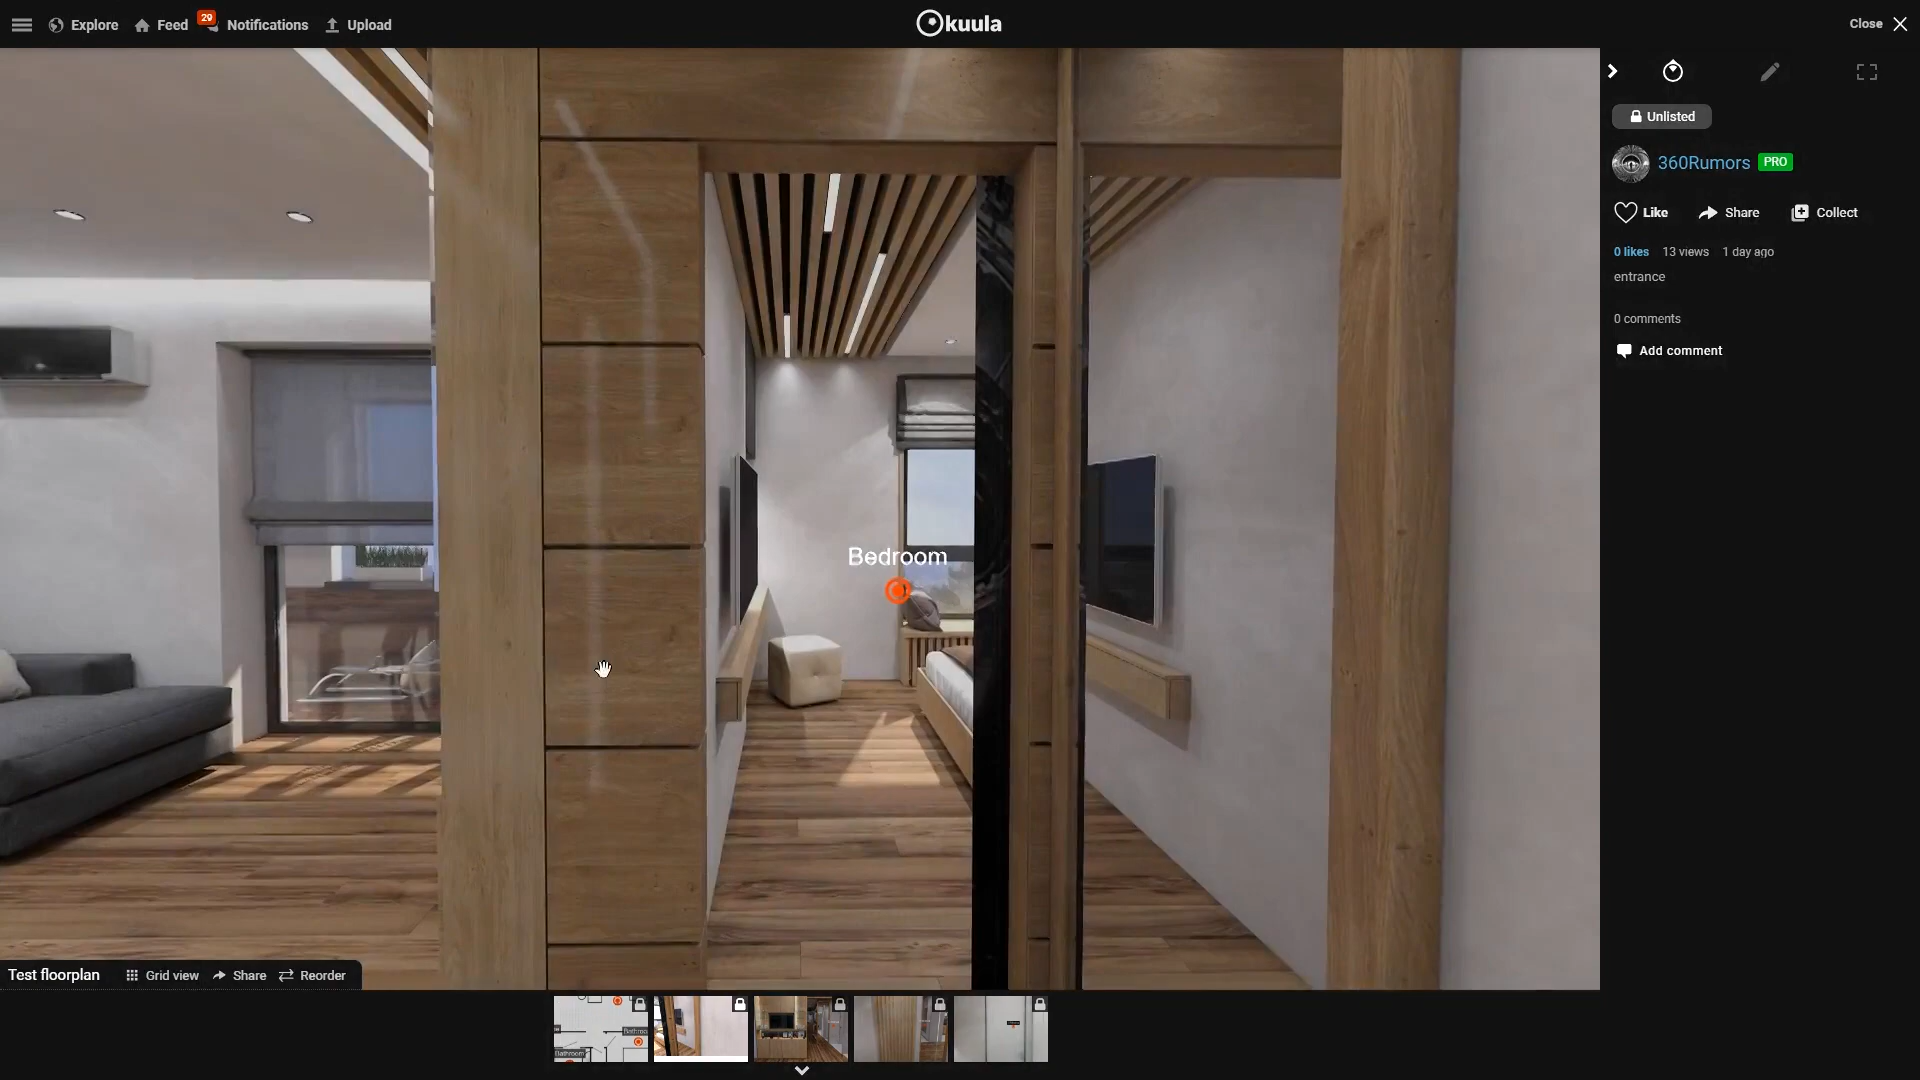 Explore
Feed
29
Notifications
Upload
kuula
Close
Unlisted
360Rumors PRO
Like
Share
Collect
0 likes 13 views 1 day ago
entrance
0 comments
Add comment
Bedroom
Test floorplan
Grid view
Share
Reorder
Bathroom